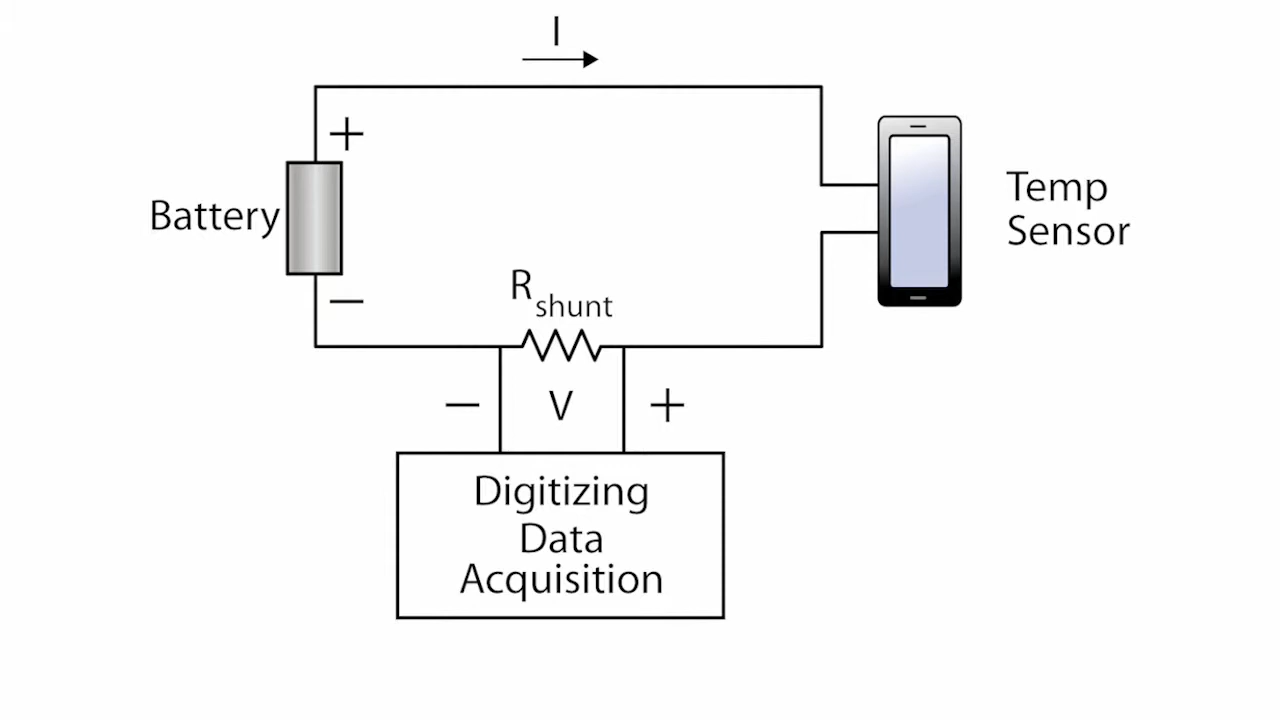 I
+
Battery
Temp
Sensor
−
R shunt
− V +
Digitizing
Data
Acquisition